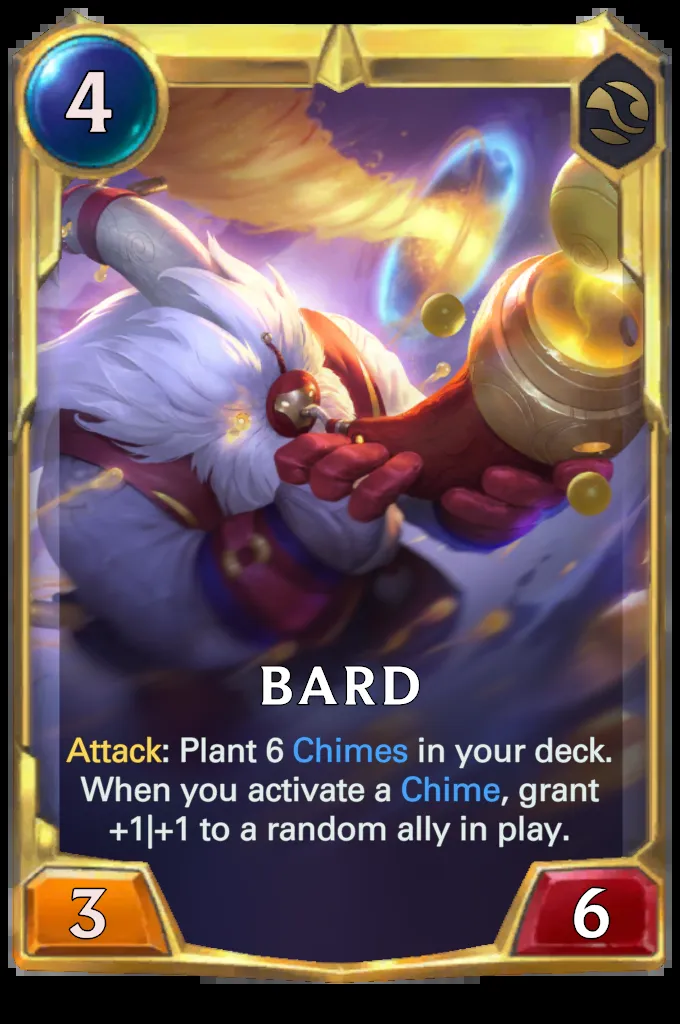 4
BARD
Attack: Plant 6 Chimes in your deck.
When you activate a Chime, grant
+1|+1 to a random ally in play.
3
6